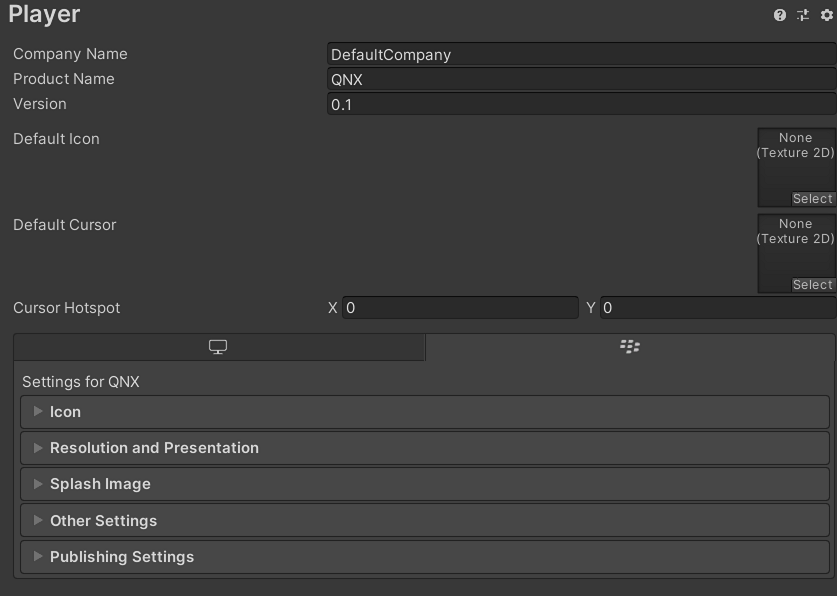 Player
Company Name DefaultCompany
Product Name QNX
Version 0.1
Default Icon None
(Texture 2D)
Select
Default Cursor None
(Texture 2D)
Select
Cursor Hotspot X 0 Y 0
Settings for QNX
Icon
Resolution and Presentation
Splash Image
Other Settings
Publishing Settings